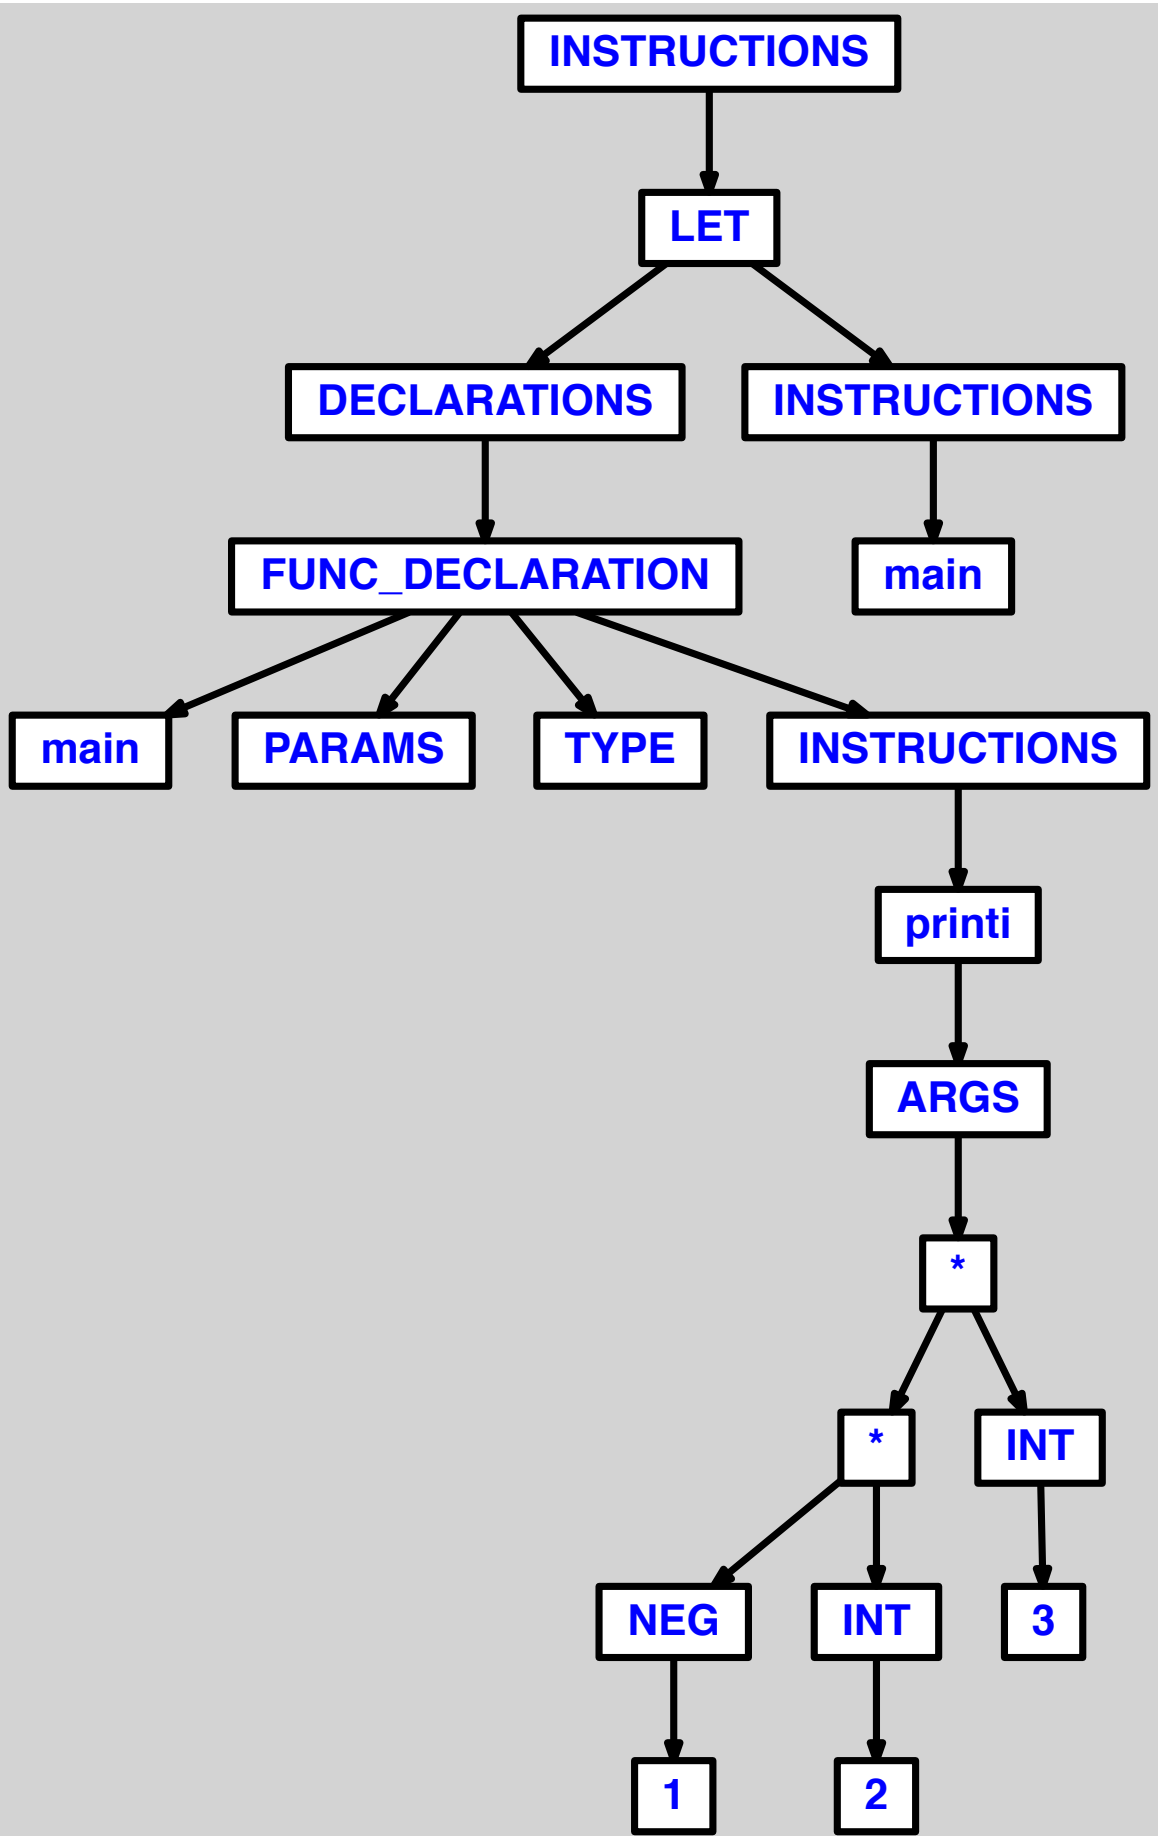 INSTRUCTIONS
LET
DECLARATIONS
INSTRUCTIONS
FUNC_DECLARATION
main
main
PARAMS
TYPE
INSTRUCTIONS
printi
ARGS
*
*
INT
NEG
INT
3
1
2